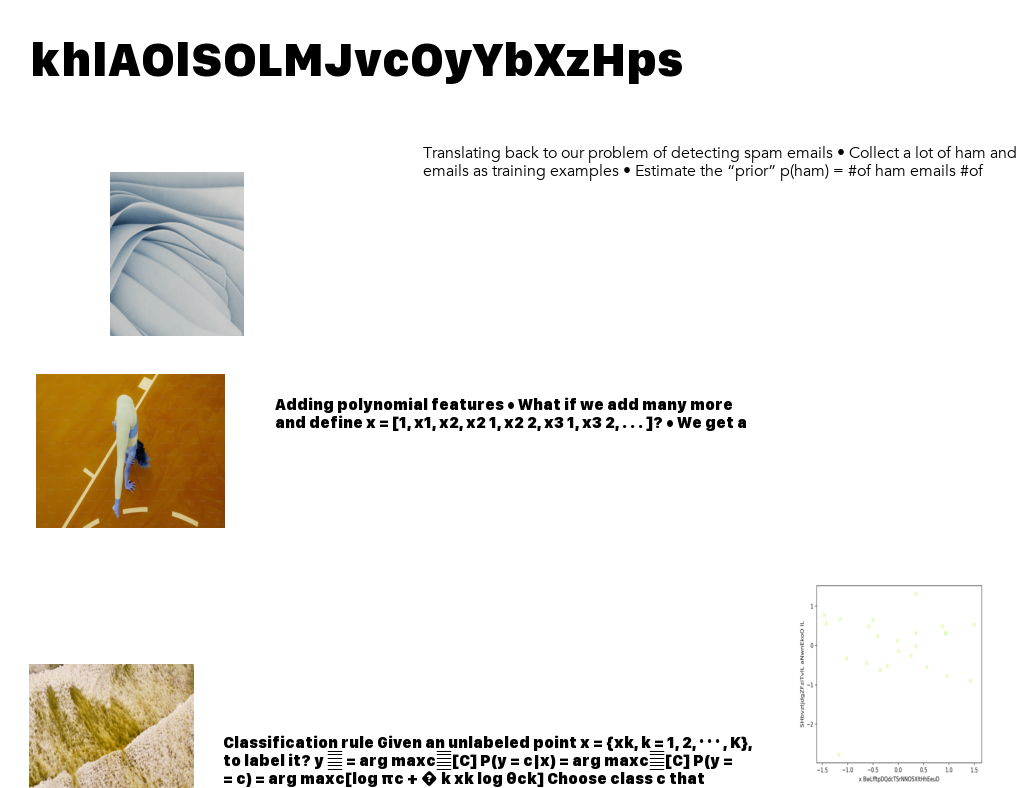 khlAOlSOLMJvcOyYbXzHps
Translating back to our problem of detecting spam emails • Collect a lot of ham and
emails as training examples • Estimate the “prior” p(ham) = #of ham emails #of
Adding polynomial features • What if we add many more
and define x = [1, x1, x2, x2 1, x2 2, x3 1, x3 2, . . . ]? • We get a
1
0
−1
−2
−1.5 −1.0 −0.5 0.0 0.5 1.0 1.5
Classification rule Given an unlabeled point x = {xk, k = 1, 2, · · · , K},
to label it? y = arg maxc [C] P(y = c|x) = arg maxc [C] P(y =
= c) = arg maxc[log πc + � k xk log θck] Choose class c that